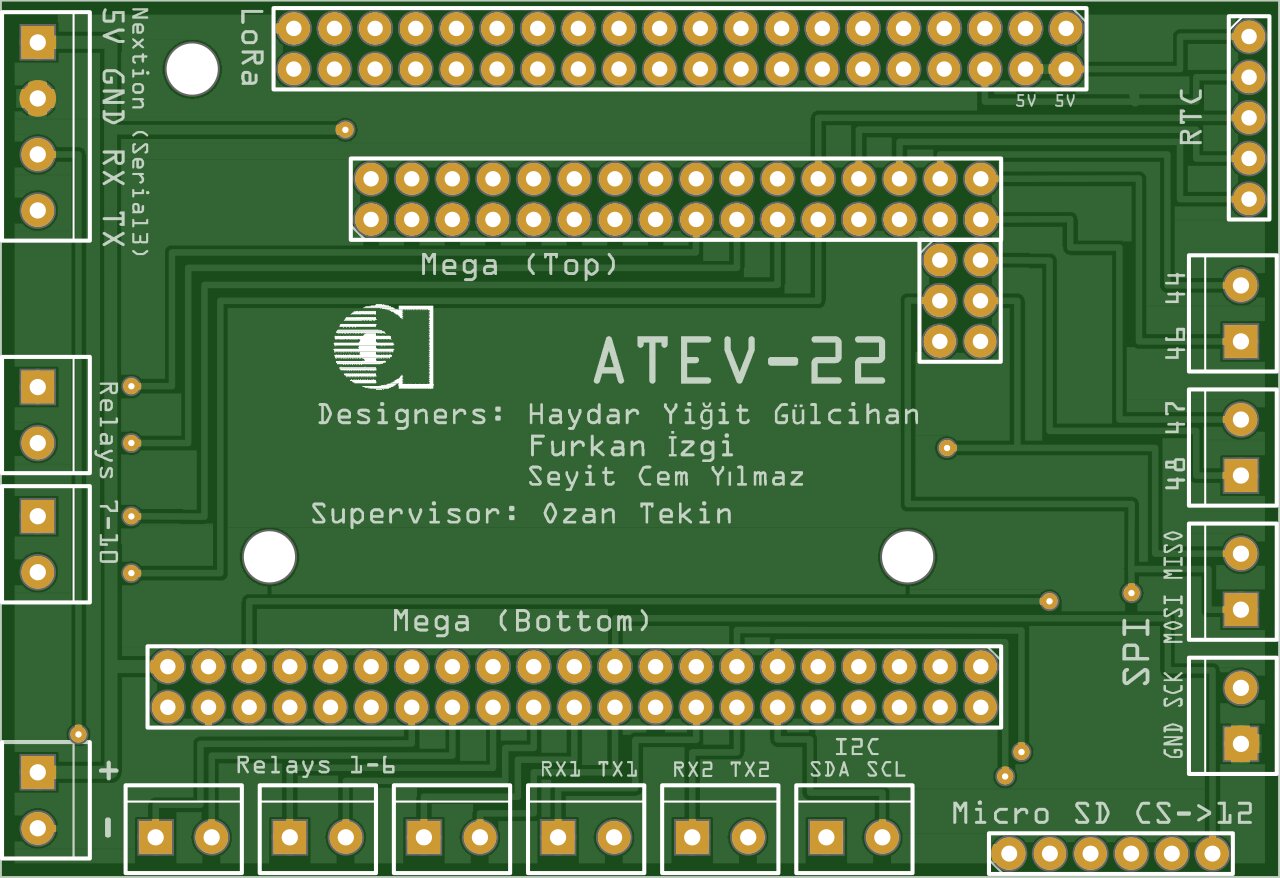 Nextion (Serial3)
5V GND RX TX
LoRa
5V 5V
RTC
Mega (Top)
44
46
ATEV-22
Designers: Haydar Yiğit Gülcihan
Furkan İzgi
Seyit Cem Yılmaz
Supervisor: Ozan Tekin
47
48
Relays 7-10
Mega (Bottom)
SPI
GND SCK MOSI MISO
I2C
Relays 1-6
RX1 TX1
RX2 TX2
SDA SCL
+
-
Micro SD CS->12